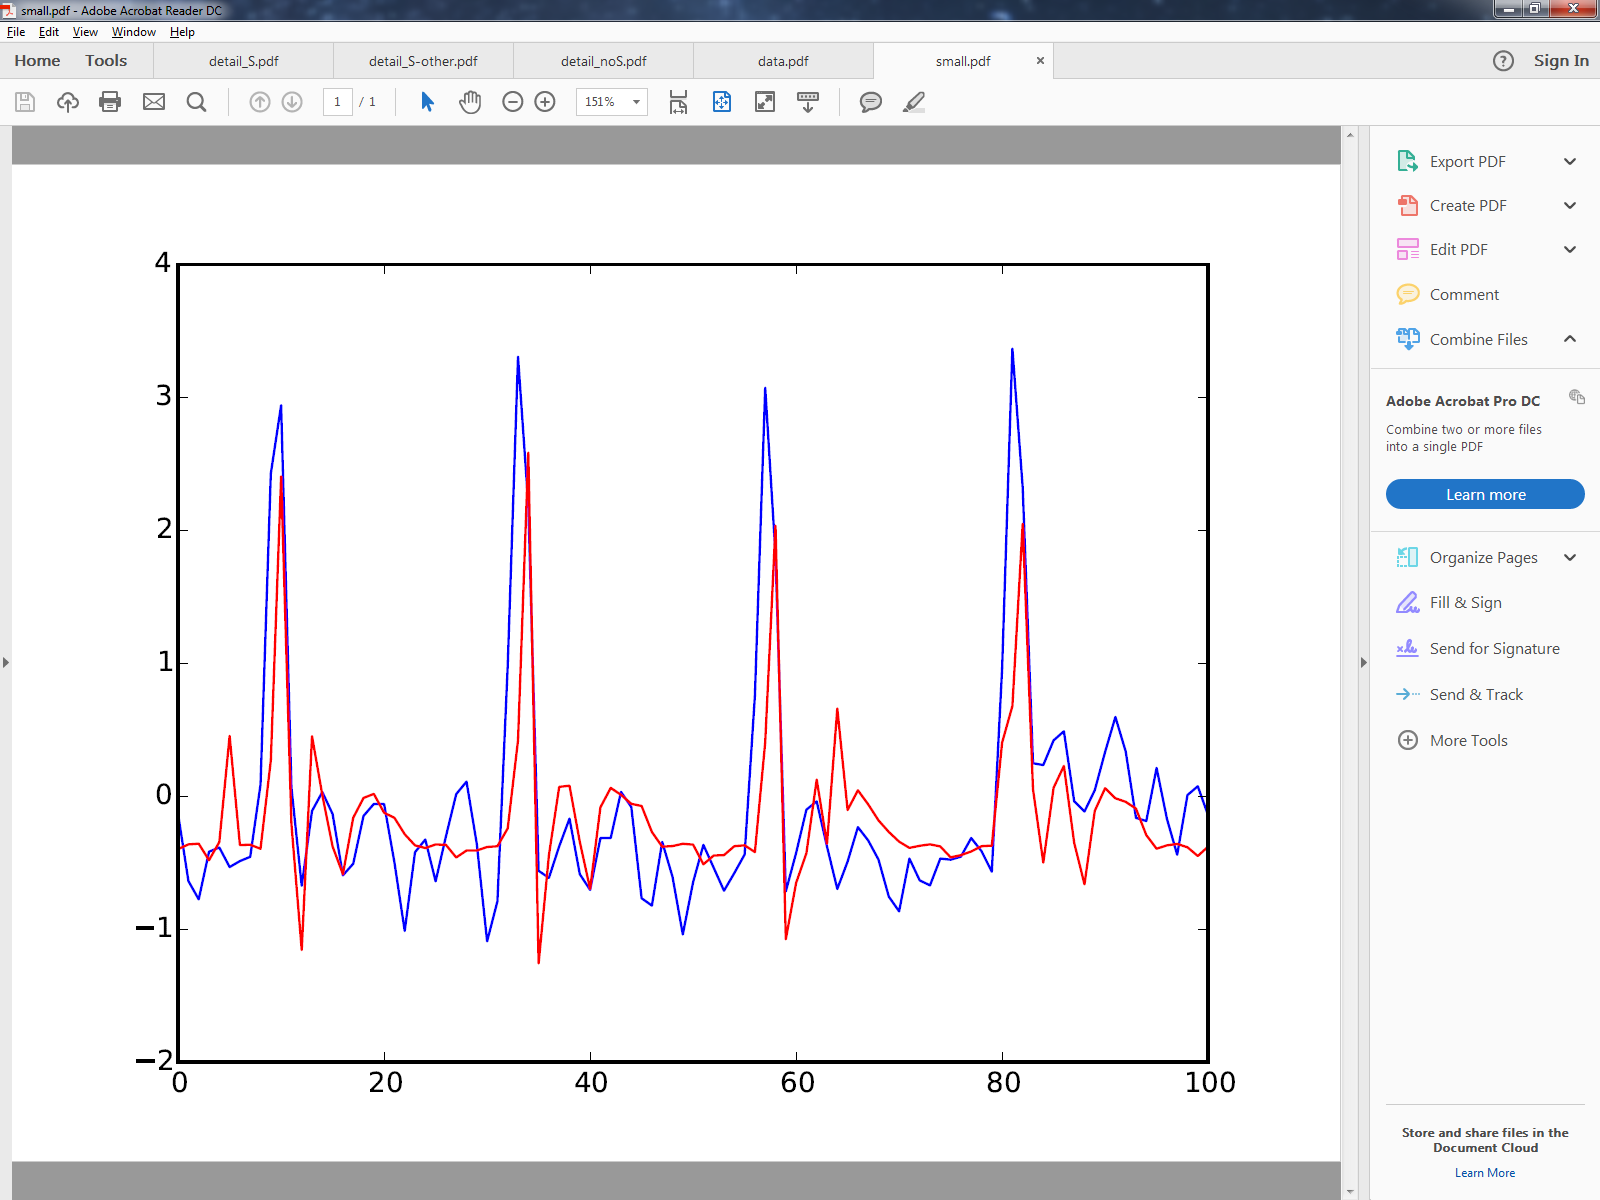 small.pdf - Adobe Acrobat Reader DC
File Edit View Window Help
Home Tools detail_S.pdf detail_S-other.pdf detail_noS.pdf data.pdf small.pdf × ? Sign In
1 / 1 151%
4
3
2
1
0
−1
−2
0 20 40 60 80 100
Export PDF
Create PDF
Edit PDF
Comment
Combine Files
Adobe Acrobat Pro DC
Combine two or more files
into a single PDF
Learn more
Organize Pages
Fill & Sign
Send for Signature
Send & Track
More Tools
Store and share files in the
Document Cloud
Learn More